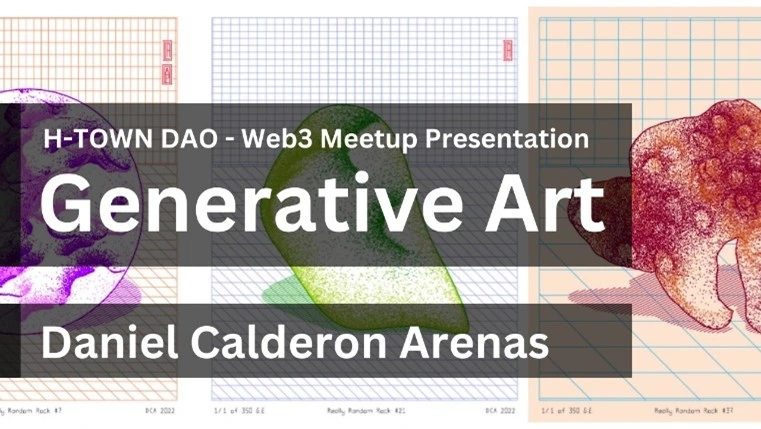 H-TOWN DAO - Web3 Meetup Presentation
Generative Art
Daniel Calderon Arenas
Really Random Rock #7
DCA 2022
1/1 of 350 &E
Really Random Rock #21
DCA 2022
1/1 of 350 &E
Really Random Rock #37